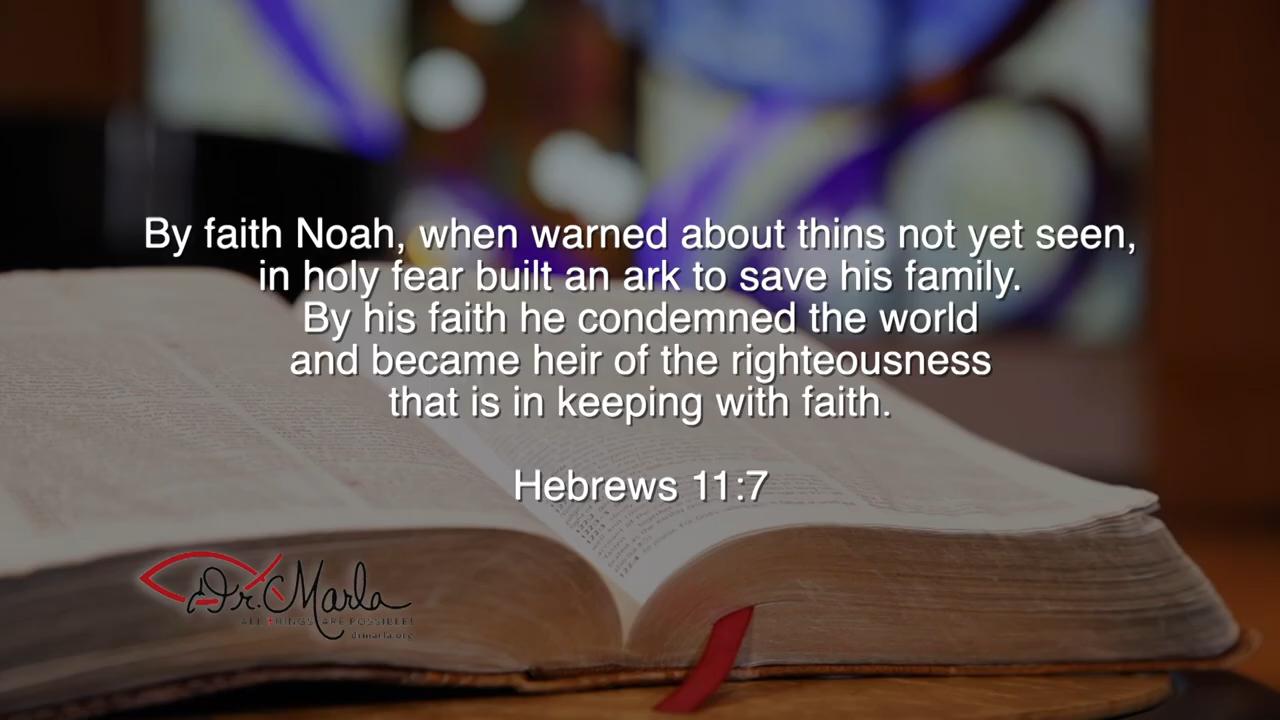 By faith Noah, when warned about thins not yet seen,
in holy fear built an ark to save his family.
By his faith he condemned the world
and became heir of the righteousness
that is in keeping with faith.
Hebrews 11:7
Dr. Marla
ALL THINGS ARE POSSIBLE!
drmarla.org